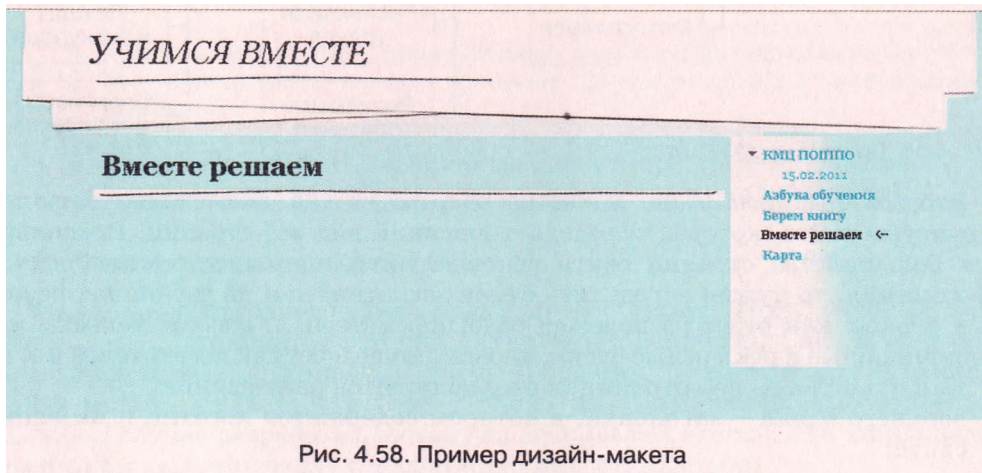 УЧИМСЯ ВМЕСТЕ
Вместе решаем
КМЦ ПОППО
15.02.2011
Азбука обучения
Берем книгу
Вместе решаем
Карта
Рис. 4.58. Пример дизайн-макета